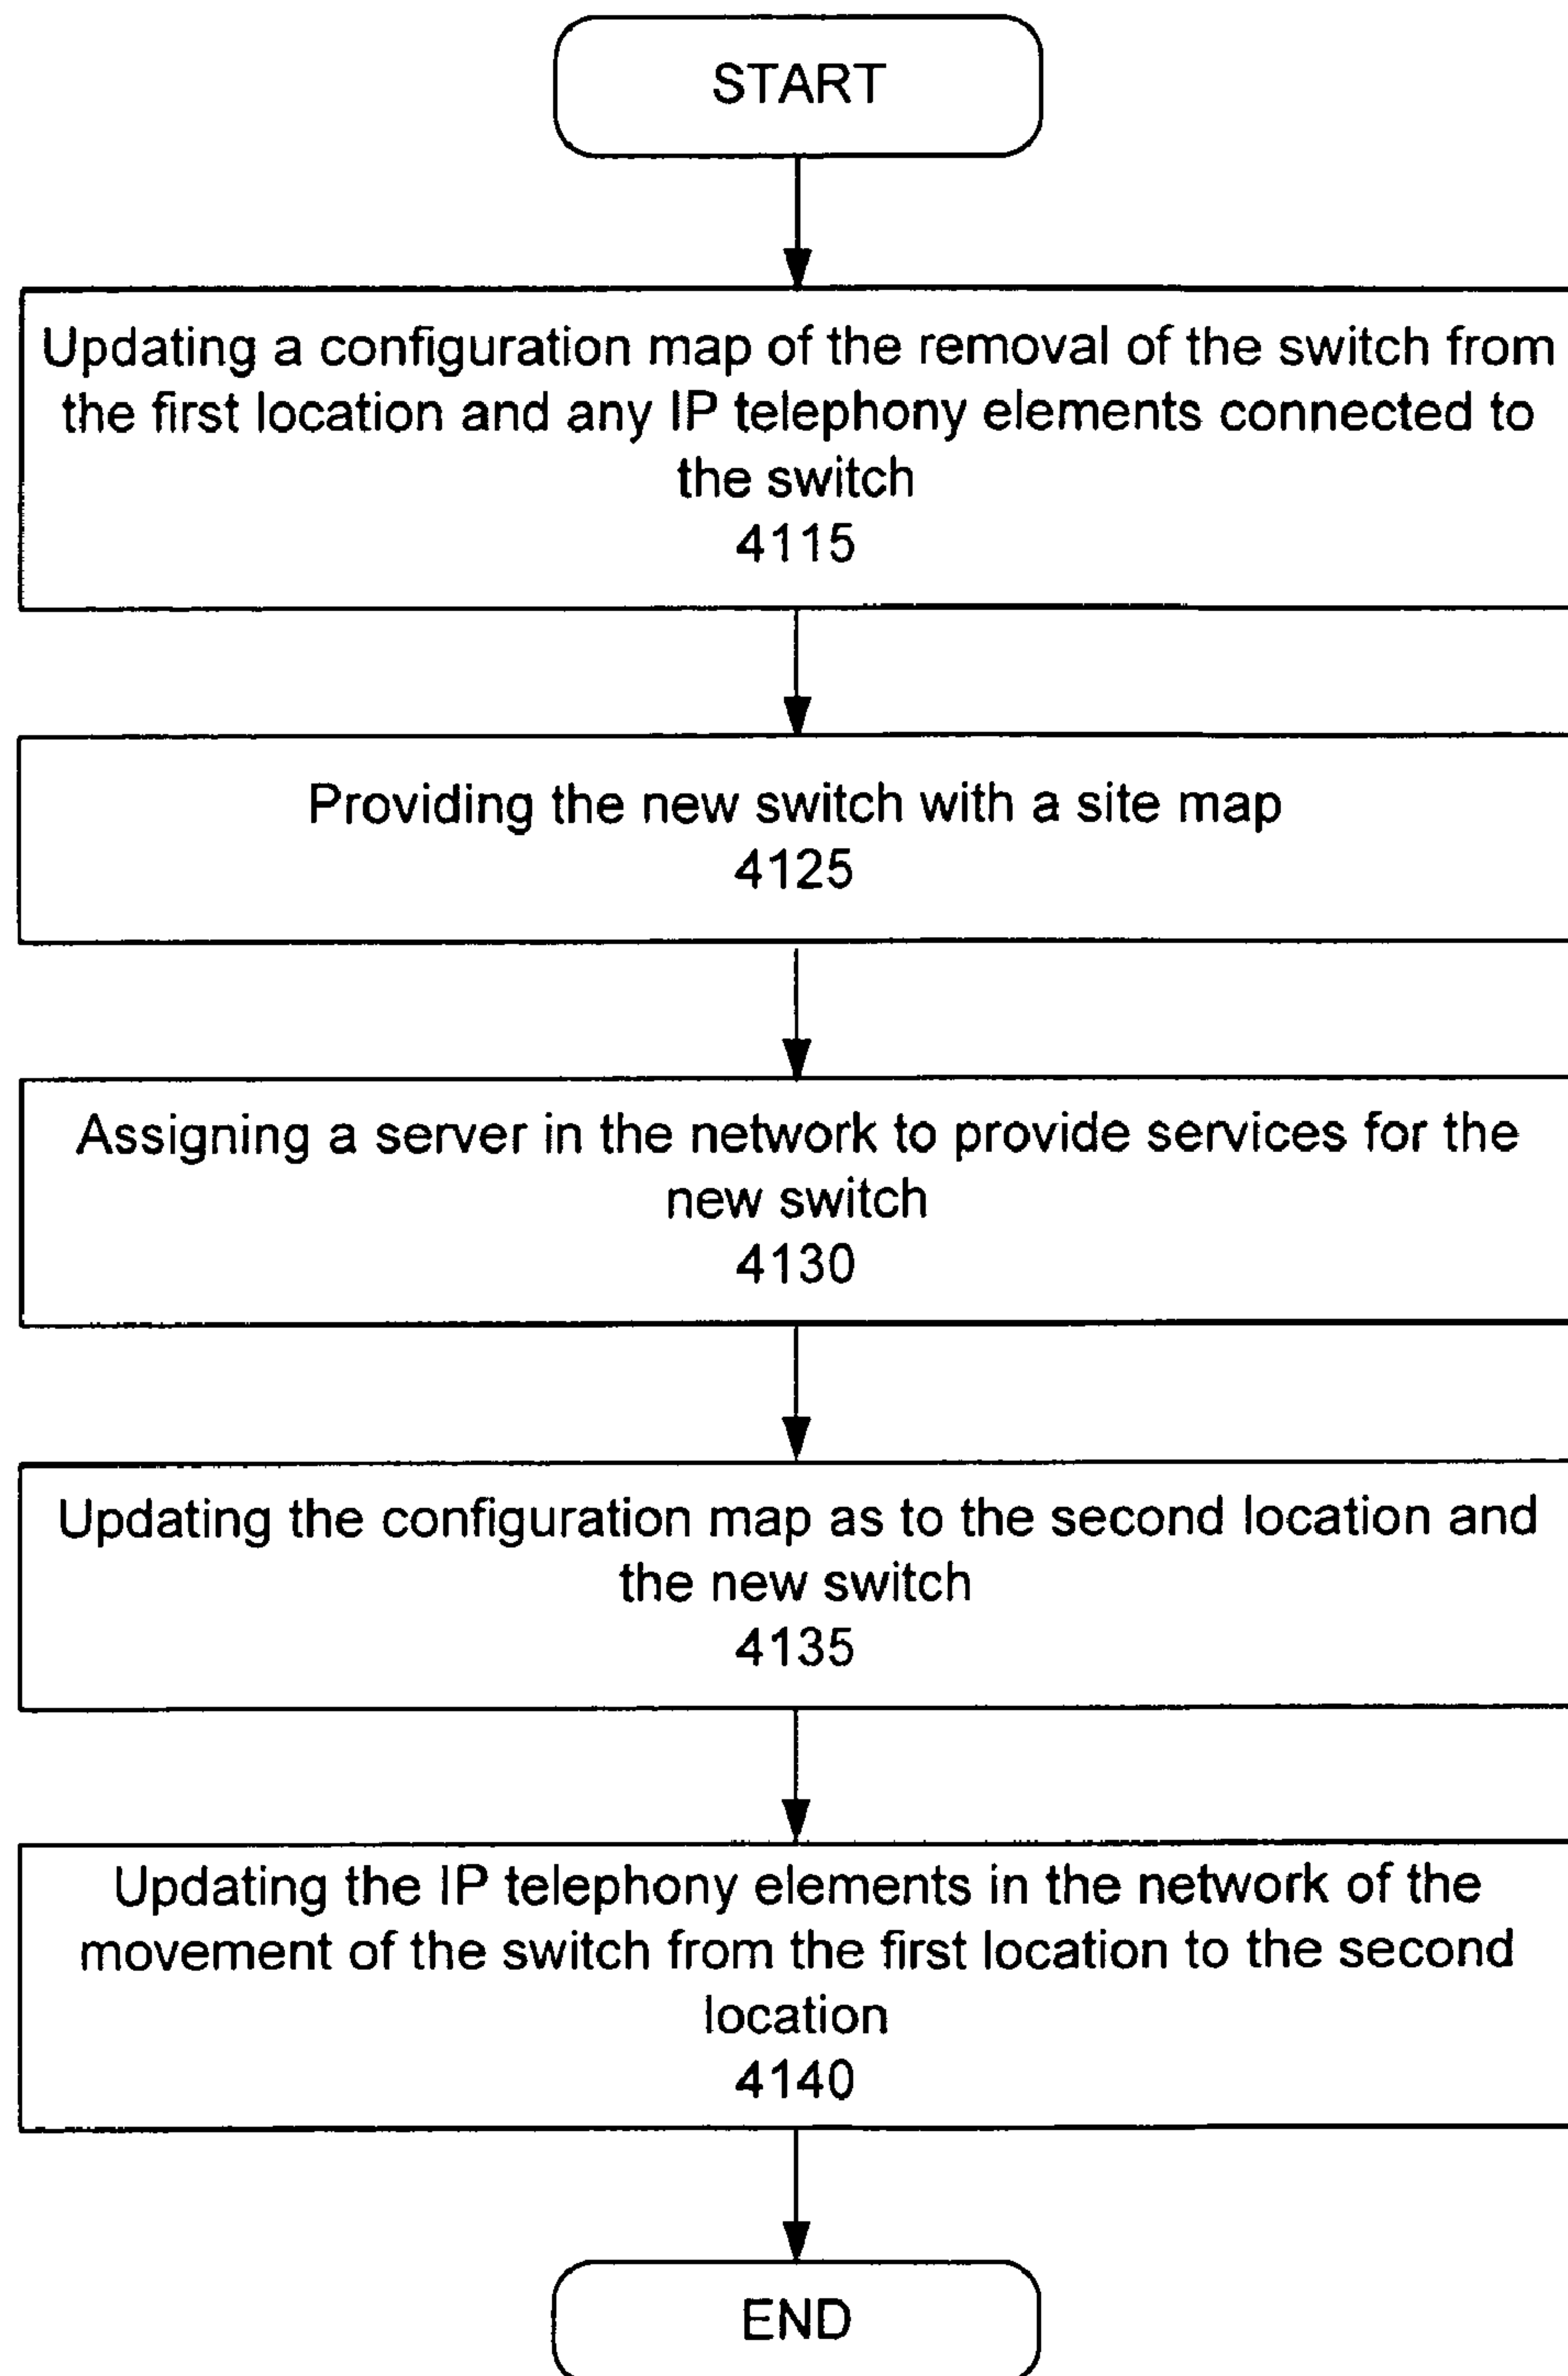 START
Updating a configuration map of the removal of the switch from
the first location and any IP telephony elements connected to
the switch
4115
Providing the new switch with a site map
4125
Assigning a server in the network to provide services for the
new switch
4130
Updating the configuration map as to the second location and
the new switch
4135
Updating the IP telephony elements in the network of the
movement of the switch from the first location to the second
location
4140
END